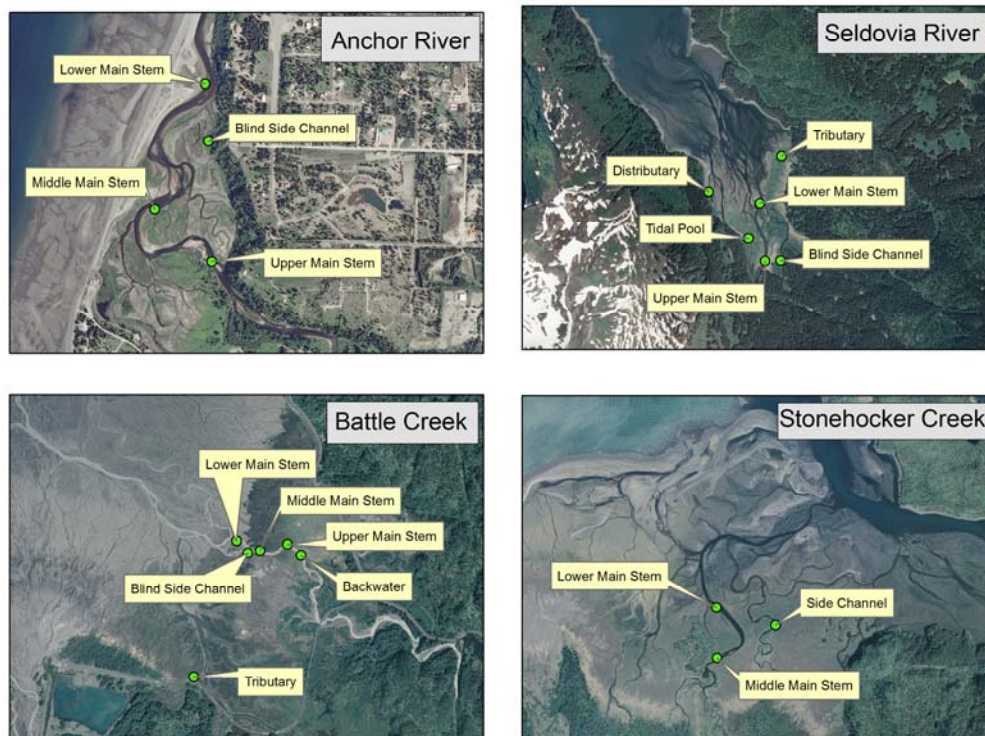 Anchor River
Lower Main Stem
Blind Side Channel
Middle Main Stem
Upper Main Stem
Seldovia River
Tributary
Distributary
Lower Main Stem
Tidal Pool
Blind Side Channel
Upper Main Stem
Battle Creek
Lower Main Stem
Middle Main Stem
Upper Main Stem
Blind Side Channel
Backwater
Tributary
Stonehocker Creek
Lower Main Stem
Side Channel
Middle Main Stem